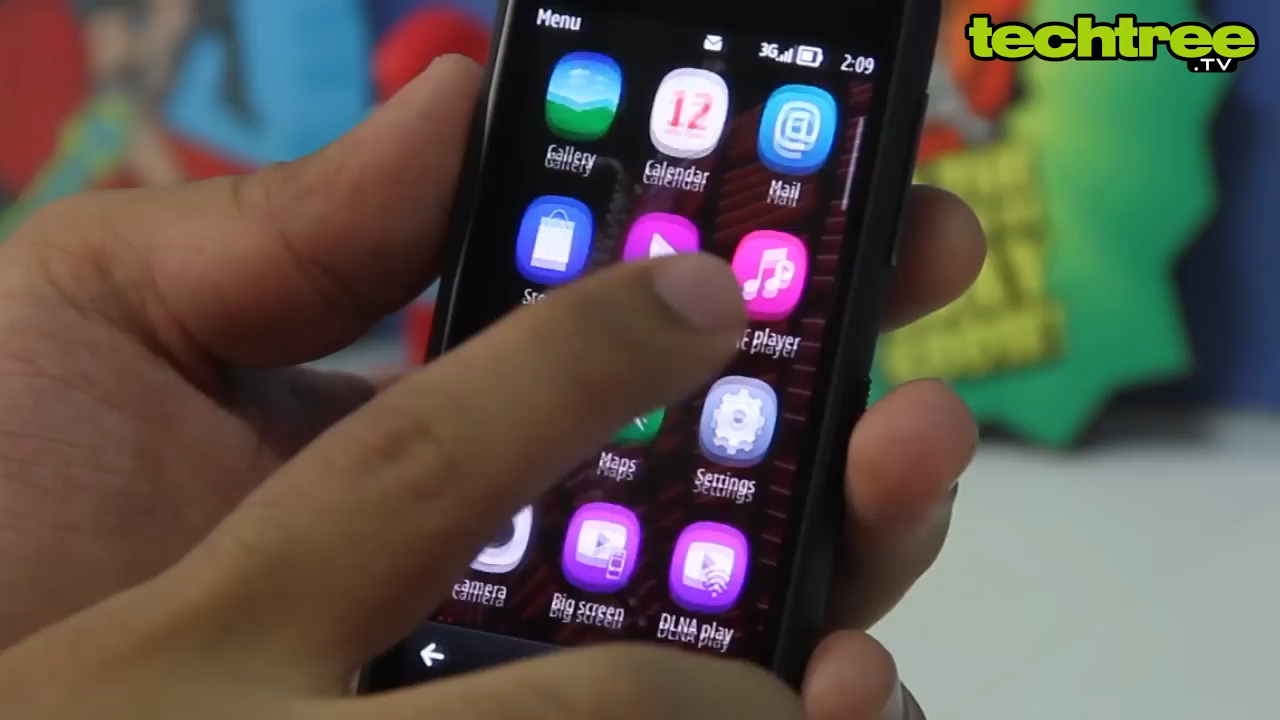 techtree
.TV
Menu
3G 2:09
Gallery
Calendar
12
Mail
player
Maps
Settings
Camera
Big screen
DLNA play